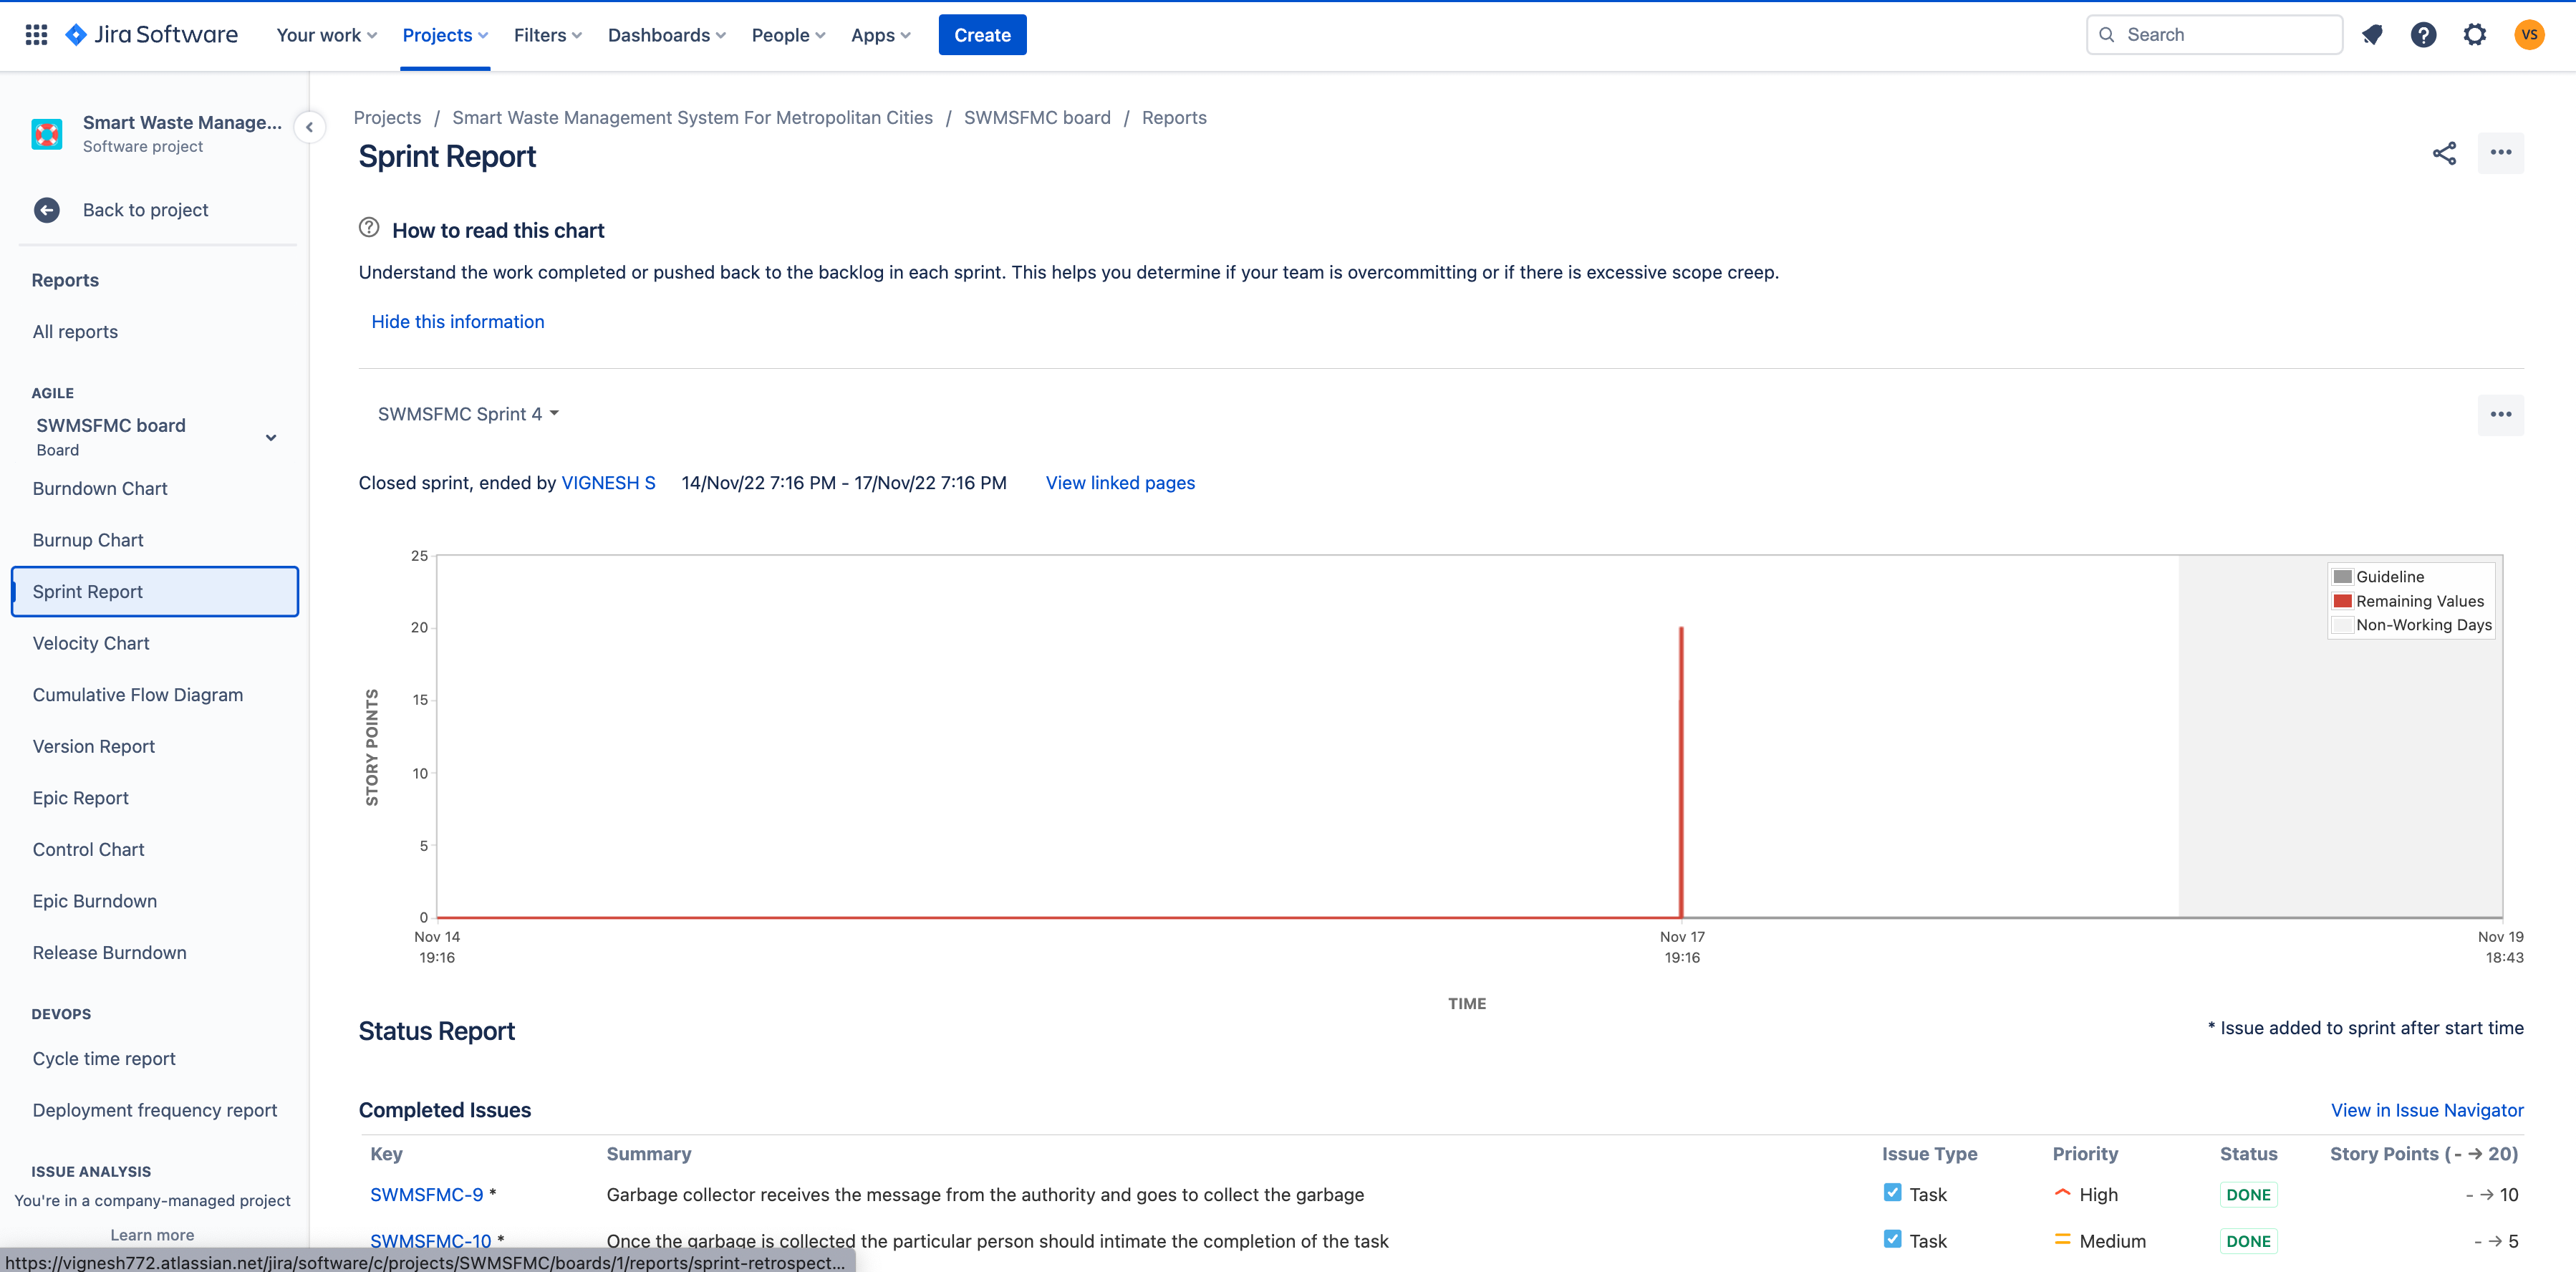 Jira Software Your work Projects Filters Dashboards People Apps Create Search VS
Smart Waste Manage...
Software project
Back to project
Reports
All reports
AGILE
SWMSFMC board
Board
Burndown Chart
Burnup Chart
Sprint Report
Velocity Chart
Cumulative Flow Diagram
Version Report
Epic Report
Control Chart
Epic Burndown
Release Burndown
DEVOPS
Cycle time report
Deployment frequency report
ISSUE ANALYSIS
You're in a company-managed project
Learn more
Projects / Smart Waste Management System For Metropolitan Cities / SWMSFMC board / Reports
Sprint Report
How to read this chart
Understand the work completed or pushed back to the backlog in each sprint. This helps you determine if your team is overcommitting or if there is excessive scope creep.
Hide this information
SWMSFMC Sprint 4
Closed sprint, ended by VIGNESH S 14/Nov/22 7:16 PM - 17/Nov/22 7:16 PM View linked pages
STORY POINTS
25
20
15
10
5
0
Guideline
Remaining Values
Non-Working Days
Nov 14 Nov 17 Nov 19
19:16 19:16 18:43
TIME
Status Report
* Issue added to sprint after start time
Completed Issues View in Issue Navigator
Key Summary Issue Type Priority Status Story Points (- → 20)
SWMSFMC-9 * Garbage collector receives the message from the authority and goes to collect the garbage Task High DONE - → 10
SWMSFMC-10 * Once the garbage is collected the particular person should intimate the completion of the task Task Medium DONE - → 5
https://vignesh772.atlassian.net/jira/software/c/projects/SWMSFMC/boards/1/reports/sprint-retrospect...